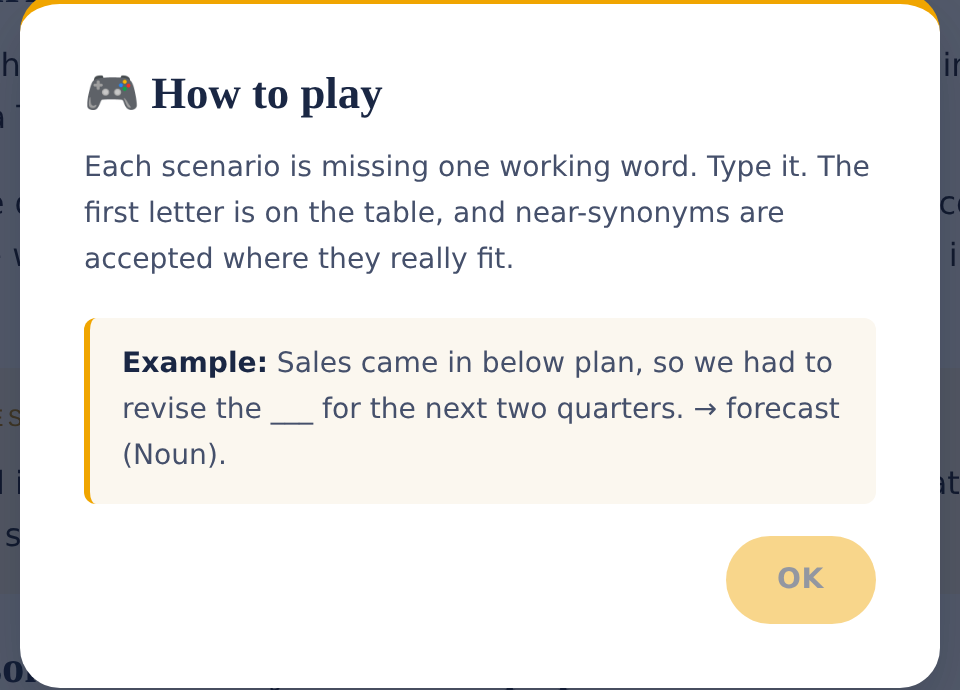 🎮 How to play
Each scenario is missing one working word. Type it. The
first letter is on the table, and near-synonyms are
accepted where they really fit.
Example: Sales came in below plan, so we had to
revise the ___ for the next two quarters. → forecast
(Noun).
OK